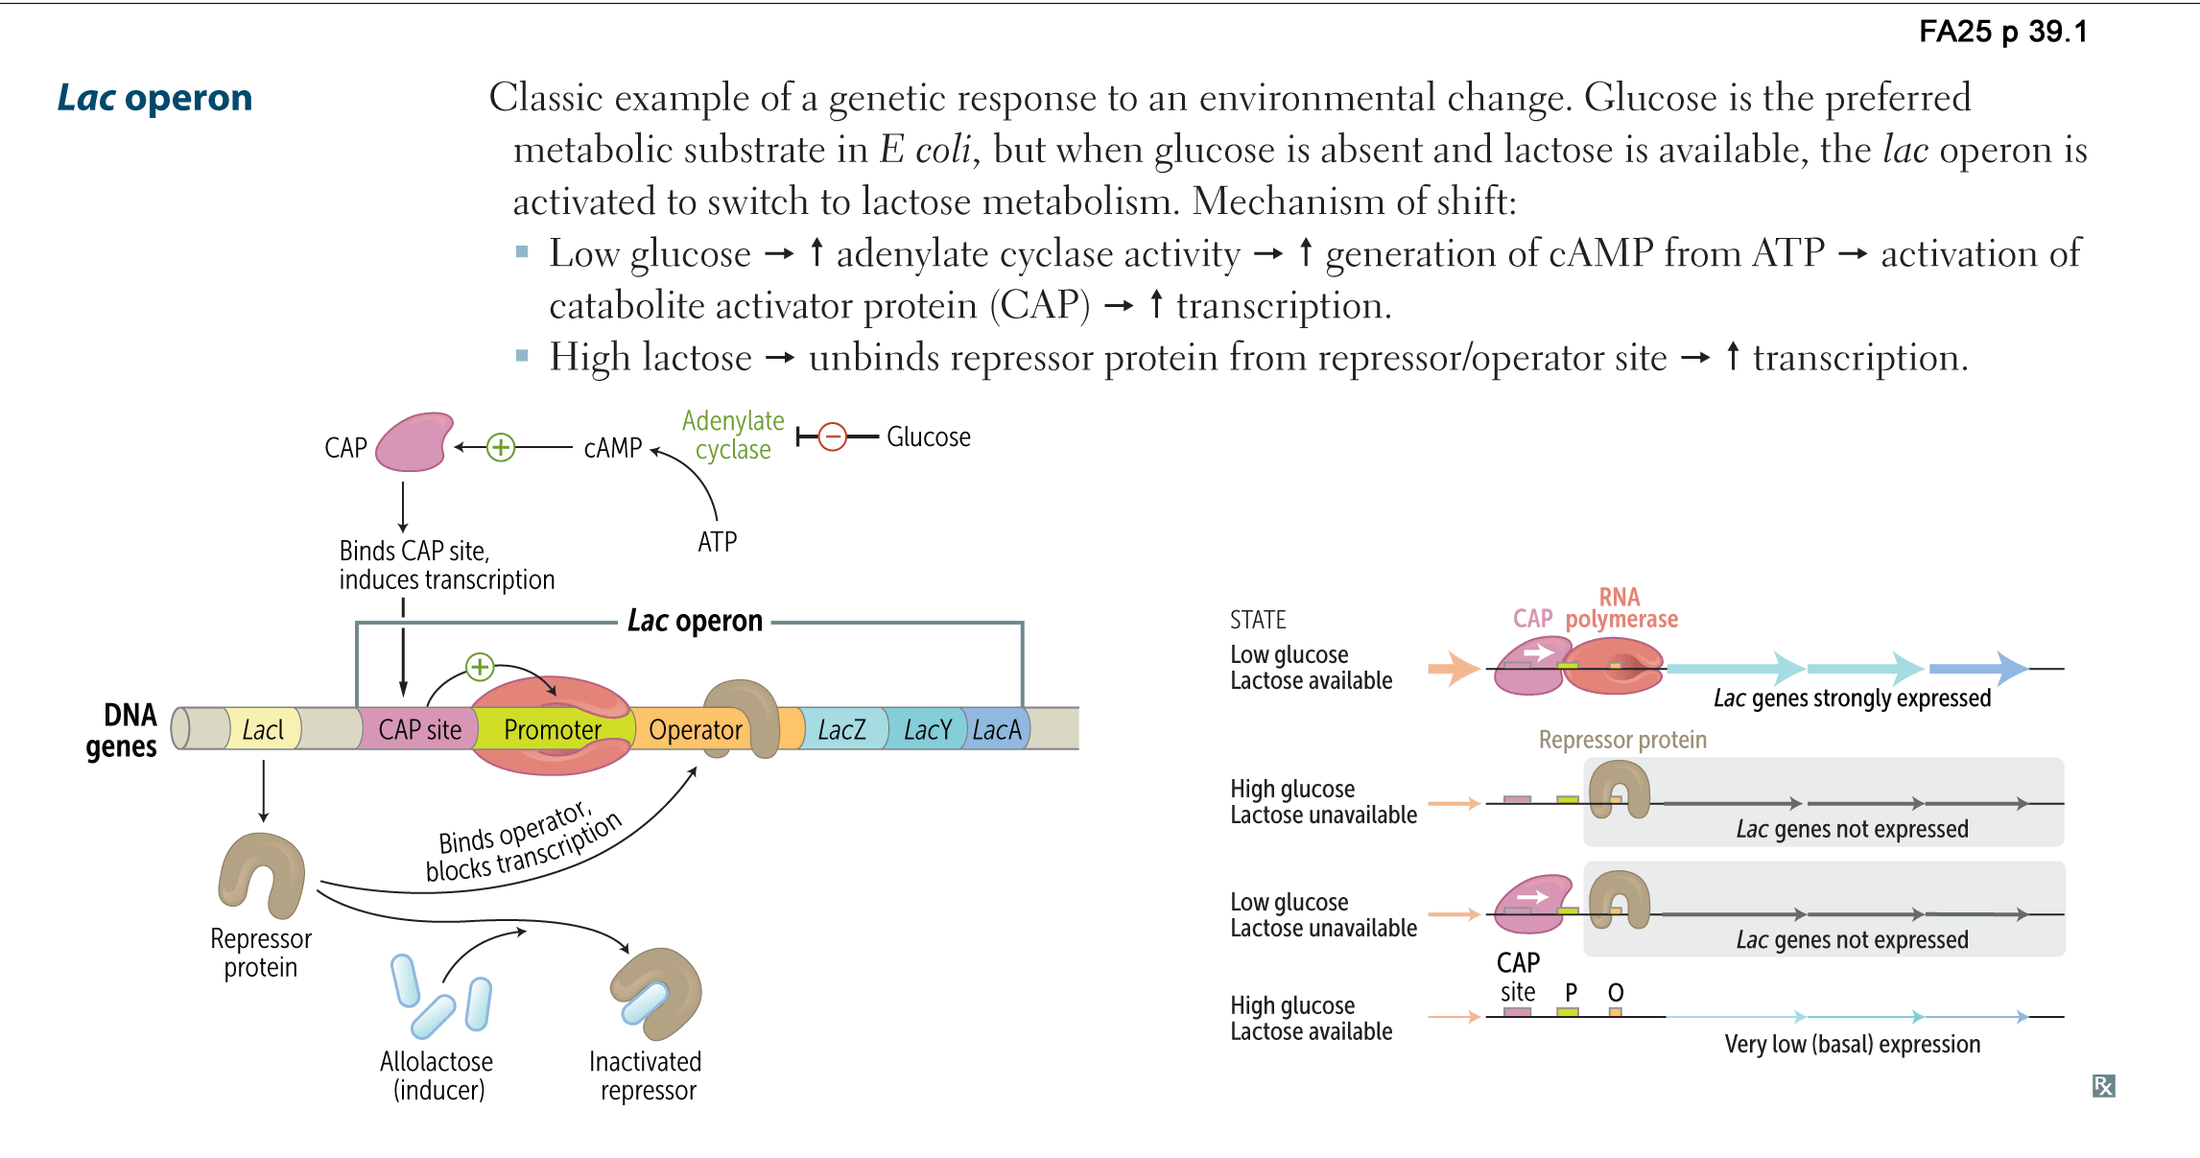 FA25 p 39.1
Lac operon
Classic example of a genetic response to an environmental change. Glucose is the preferred
metabolic substrate in E coli, but when glucose is absent and lactose is available, the lac operon is
activated to switch to lactose metabolism. Mechanism of shift:
▪ Low glucose → ↑ adenylate cyclase activity → ↑ generation of cAMP from ATP → activation of
catabolite activator protein (CAP) → ↑ transcription.
▪ High lactose → unbinds repressor protein from repressor/operator site → ↑ transcription.
CAP
+
cAMP
Adenylate
cyclase
−
Glucose
ATP
Binds CAP site,
induces transcription
Lac operon
+
DNA
genes
LacI
CAP site
Promoter
Operator
LacZ
LacY
LacA
Binds operator,
blocks transcription
Repressor
protein
Allolactose
(inducer)
Inactivated
repressor
STATE
CAP
RNA
polymerase
Low glucose
Lactose available
Lac genes strongly expressed
Repressor protein
High glucose
Lactose unavailable
Lac genes not expressed
Low glucose
Lactose unavailable
Lac genes not expressed
CAP
site
P
O
High glucose
Lactose available
Very low (basal) expression
Rx